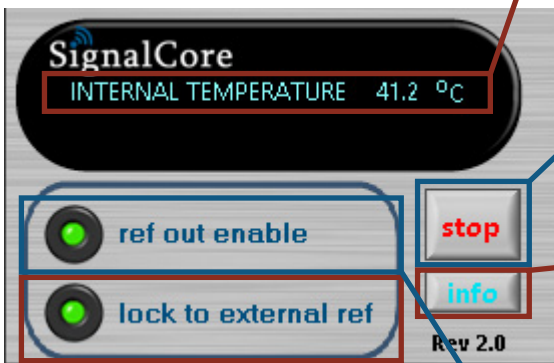 SignalCore
INTERNAL TEMPERATURE 41.2 °C
ref out enable
stop
info
lock to external ref
Rev 2.0